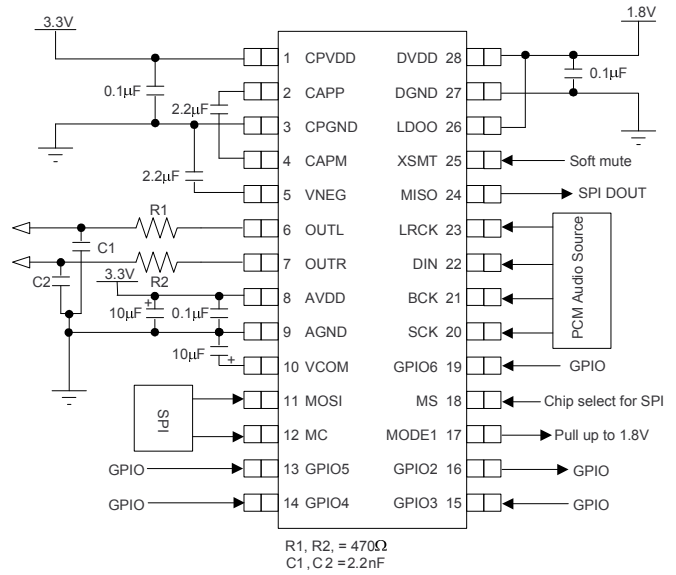 3.3V
1.8V
1 CPVDD
DVDD 28
0.1µF
0.1µF
2 CAPP
DGND 27
2.2µF
3 CPGND
LDOO 26
4 CAPM
XSMT 25
Soft mute
2.2µF
5 VNEG
MISO 24
SPI DOUT
R1
6 OUTL
LRCK 23
C1
7 OUTR
DIN 22
R2
C2
3.3V
8 AVDD
BCK 21
PCM Audio Source
10µF
+
0.1µF
9 AGND
SCK 20
10µF
+
10 VCOM
GPIO6 19
GPIO
SPI
11 MOSI
MS 18
Chip select for SPI
12 MC
MODE1 17
Pull up to 1.8V
GPIO
13 GPIO5
GPIO2 16
GPIO
GPIO
14 GPIO4
GPIO3 15
GPIO
R1, R2, = 470Ω
C1, C2 =2.2nF